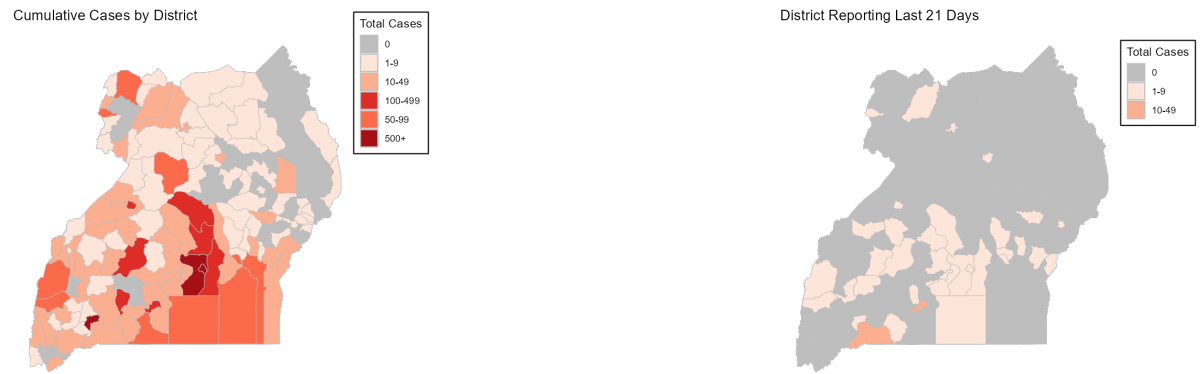 Cumulative Cases by District
Total Cases
0
1-9
10-49
100-499
50-99
500+
District Reporting Last 21 Days
Total Cases
0
1-9
10-49